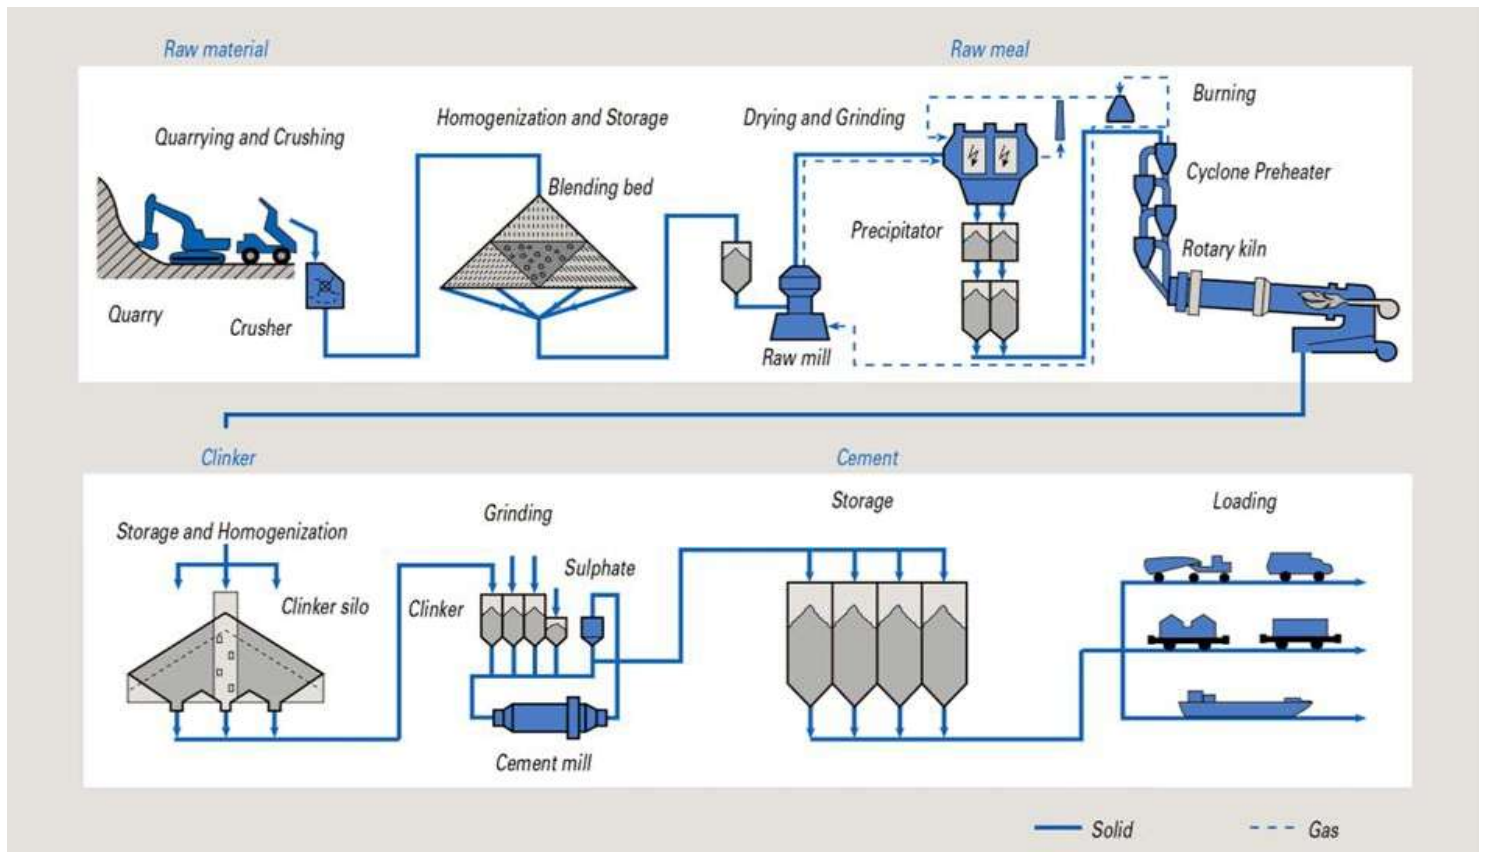 Raw material
Raw meal
Quarrying and Crushing
Homogenization and Storage
Drying and Grinding
Burning
Blending bed
Cyclone Preheater
Precipitator
Rotary kiln
Quarry
Crusher
Raw mill
Clinker
Cement
Storage and Homogenization
Grinding
Storage
Loading
Sulphate
Clinker silo
Clinker
Cement mill
Solid
Gas